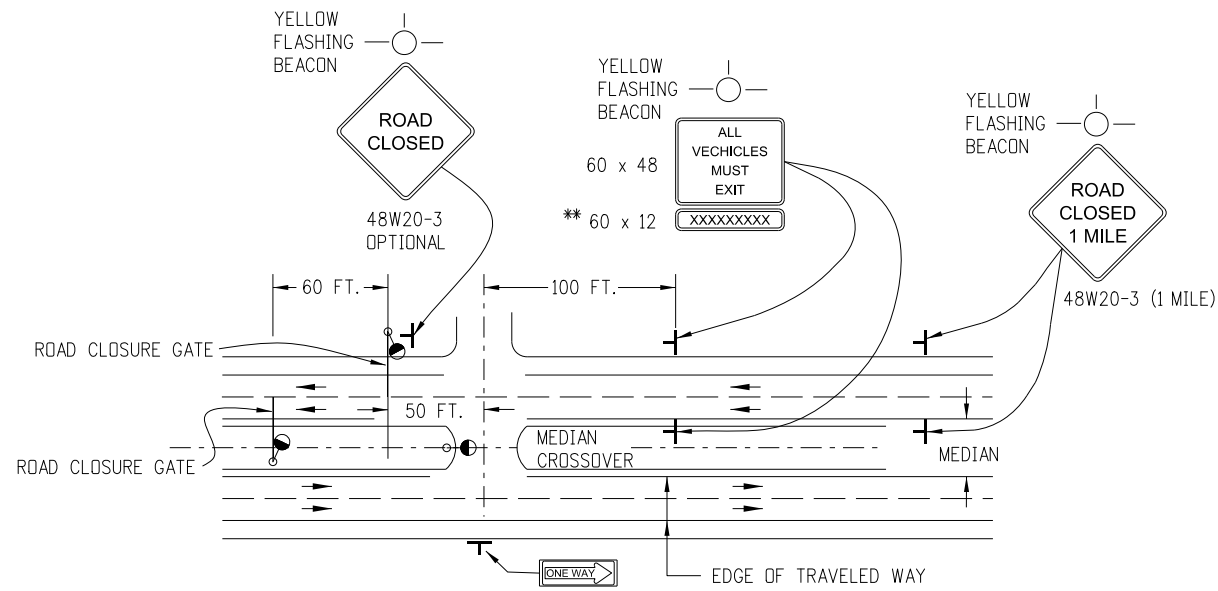 YELLOW
FLASHING
BEACON
ROAD
CLOSED
48W20-3
OPTIONAL
YELLOW
FLASHING
BEACON
ALL
VECHICLES
MUST
EXIT
60 x 48
** 60 x 12
XXXXXXXXX
YELLOW
FLASHING
BEACON
ROAD
CLOSED
1 MILE
48W20-3 (1 MILE)
60 FT.
100 FT.
ROAD CLOSURE GATE
50 FT.
ROAD CLOSURE GATE
MEDIAN
CROSSOVER
MEDIAN
ONE WAY
EDGE OF TRAVELED WAY